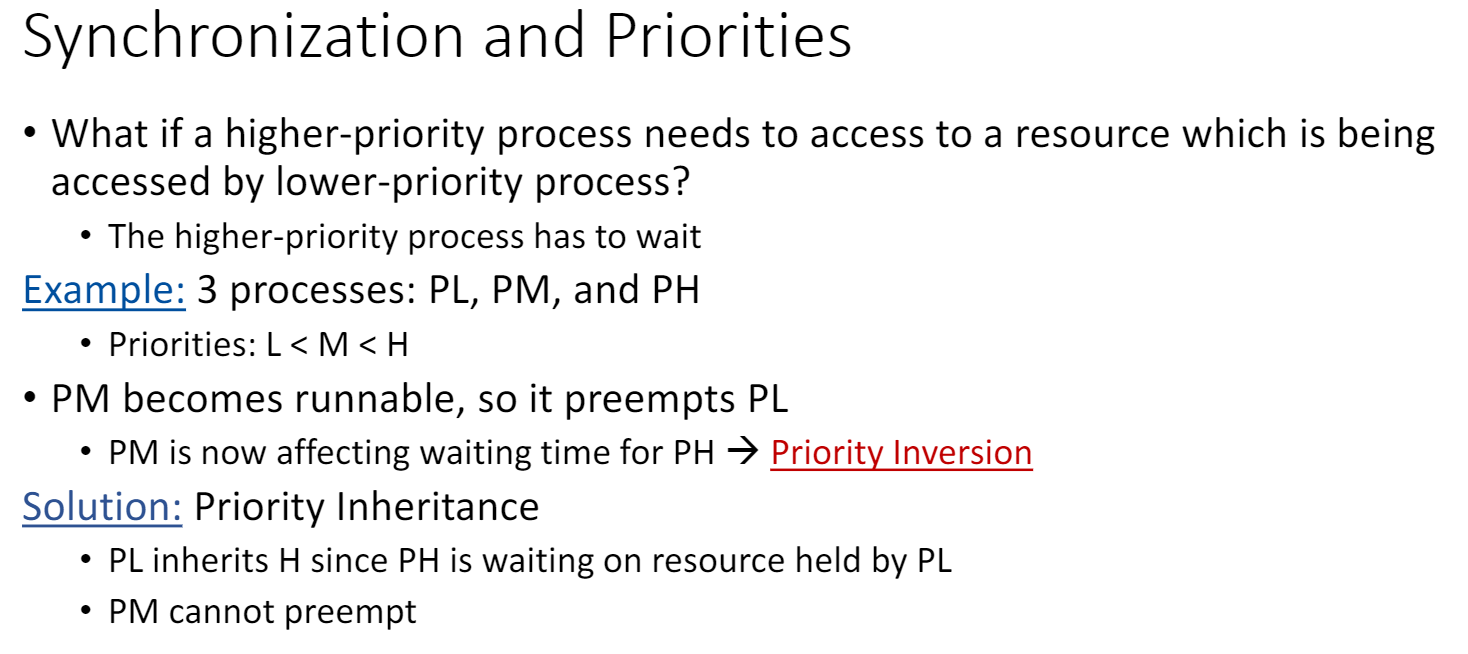 Synchronization and Priorities
• What if a higher-priority process needs to access to a resource which is being
accessed by lower-priority process?
• The higher-priority process has to wait
Example: 3 processes: PL, PM, and PH
• Priorities: L < M < H
• PM becomes runnable, so it preempts PL
• PM is now affecting waiting time for PH → Priority Inversion
Solution: Priority Inheritance
• PL inherits H since PH is waiting on resource held by PL
• PM cannot preempt